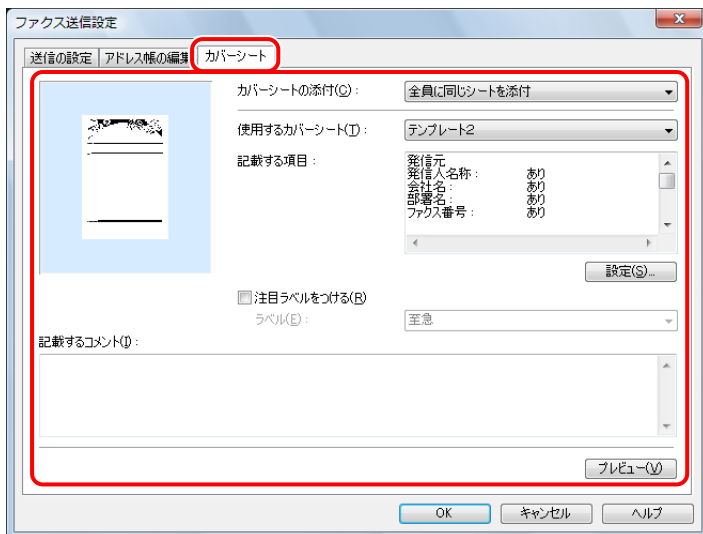 ファクス送信設定
送信の設定 アドレス帳の編集 カバーシート
カバーシートの添付(C)： 全員に同じシートを添付
使用するカバーシート(T)： テンプレート2
記載する項目： 発信元
発信人名称： あり
会社名： あり
部署名： あり
ファクス番号： あり
設定(S)...
注目ラベルをつける(R)
ラベル(E)： 至急
記載するコメント(I)：
プレビュー(V)
OK キャンセル ヘルプ